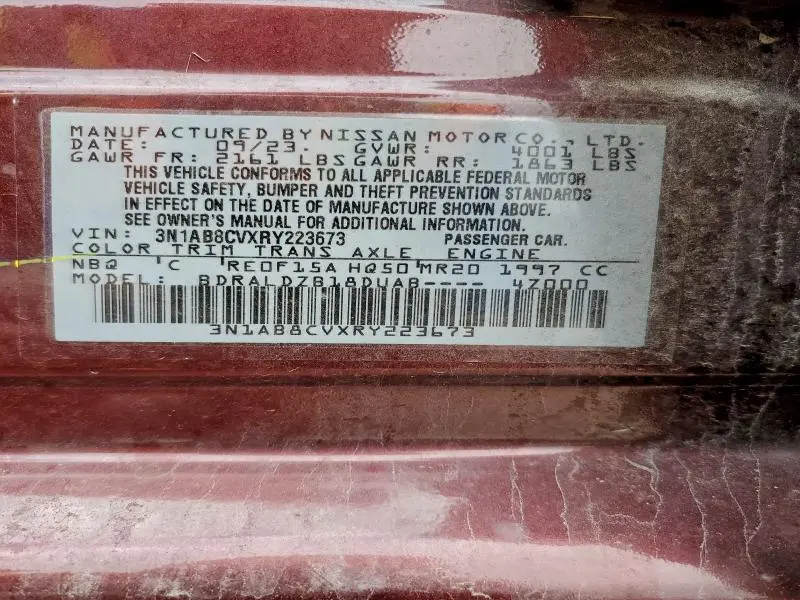 MANUFACTURED BY NISSAN MOTOR CO., LTD.
DATE: 09/23. GVWR: 4001 LBS
GAWR FR: 2161 LBS GAWR RR: 1863 LBS
THIS VEHICLE CONFORMS TO ALL APPLICABLE FEDERAL MOTOR
VEHICLE SAFETY, BUMPER AND THEFT PREVENTION STANDARDS
IN EFFECT ON THE DATE OF MANUFACTURE SHOWN ABOVE.
SEE OWNER'S MANUAL FOR ADDITIONAL INFORMATION.
VIN: 3N1AB8CVXRY223673 PASSENGER CAR.
COLOR TRIM TRANS AXLE ENGINE
NBQ C RE0F15A HQ50 MR20 1997 CC
MODEL: BDRALDZB18DUAB---- 4Z000
3N1AB8CVXRY223673